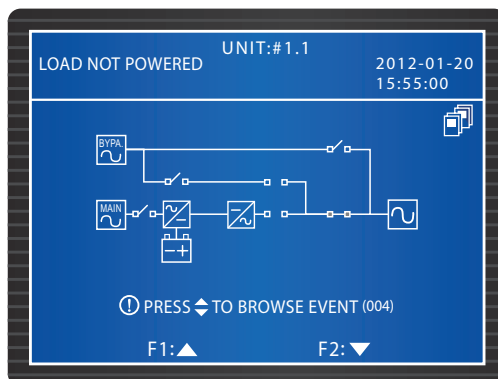 UNIT:#1.1
LOAD NOT POWERED
2012-01-20
15:55:00
BYPA.
MAIN
PRESS TO BROWSE EVENT (004)
F1:▲ F2:▼